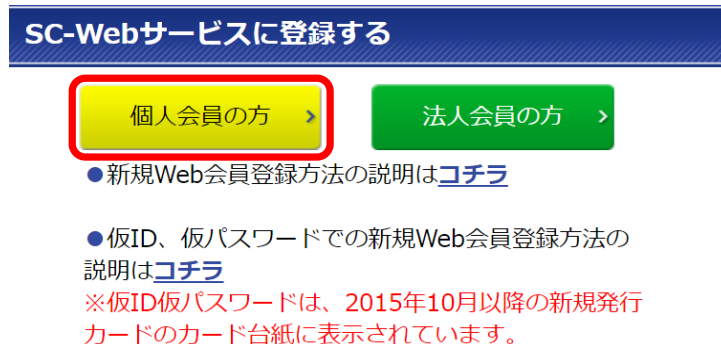 SC-Webサービスに登録する
個人会員の方 > 法人会員の方 >
●新規Web会員登録方法の説明はコチラ
●仮ID、仮パスワードでの新規Web会員登録方法の
説明はコチラ
※仮ID仮パスワードは、2015年10月以降の新規発行
カードのカード台紙に表示されています。